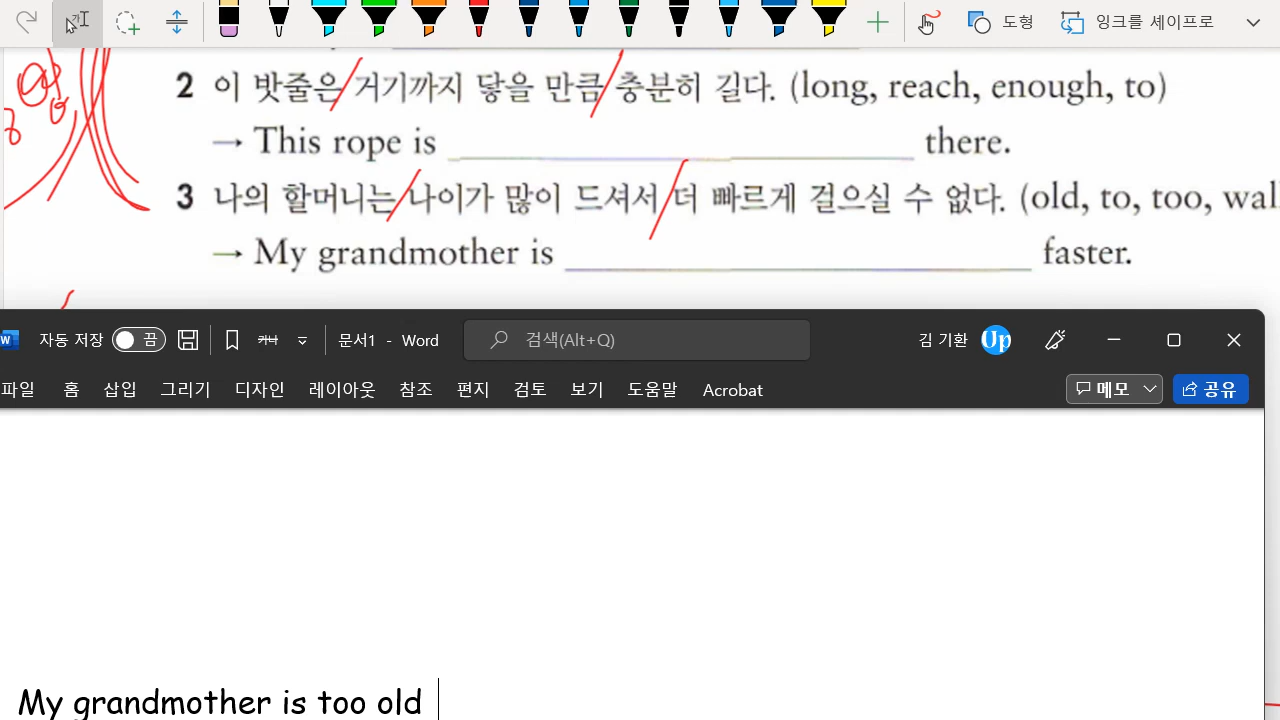 도형
잉크를 셰이프로
2 이 밧줄은 거기까지 닿을 만큼 충분히 길다. (long, reach, enough, to)
→ This rope is ____ there.
3 나의 할머니는 나이가 많이 드셔서 더 빠르게 걸으실 수 없다. (old, to, too, wal
→ My grandmother is ____ faster.
자동 저장 끔 가나 문서1 - Word 검색(Alt+Q) 김 기환 Up
파일 홈 삽입 그리기 디자인 레이아웃 참조 편지 검토 보기 도움말 Acrobat 메모 공유
My grandmother is too old